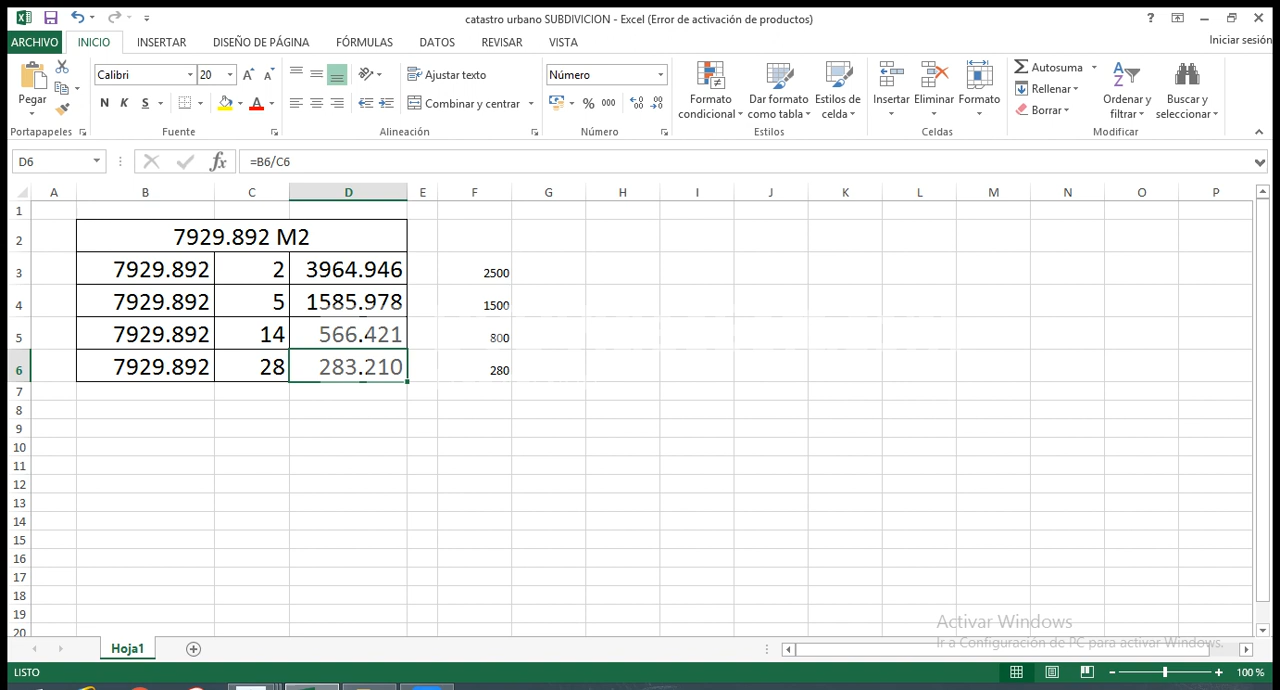 catastro urbano SUBDIVICION - Excel (Error de activación de productos)
ARCHIVO INICIO INSERTAR DISEÑO DE PÁGINA FÓRMULAS DATOS REVISAR VISTA Iniciar sesión
Calibri 20 Ajustar texto Número Autosuma
Pegar Formato Dar formato Estilos de Insertar Eliminar Formato Rellenar Ordenar y Buscar y
N K S Combinar y centrar % 000 condicional como tabla celda Borrar filtrar seleccionar
Portapapeles Fuente Alineación Número Estilos Celdas Modificar
D6 fx =B6/C6
A B C D E F G H I J K L M N O P
1
2 7929.892 M2
3 7929.892 2 3964.946 2500
4 7929.892 5 1585.978 1500
5 7929.892 14 566.421 800
6 7929.892 28 283.210 280
7
8
9
10
11
12
13
14
15
16
17
18
19
20
Activar Windows
Ir a Configuración de PC para activar Windows.
Hoja1
LISTO 100 %